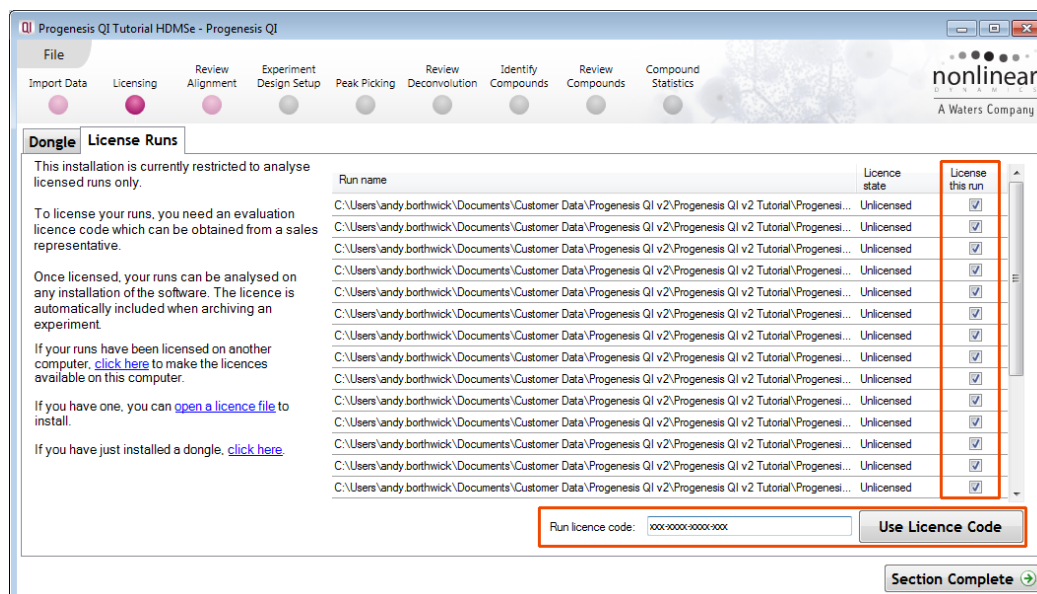 Progenesis QI Tutorial HDMSe - Progenesis QI
File
Import Data
Licensing
Review Alignment
Experiment Design Setup
Peak Picking
Review Deconvolution
Identify Compounds
Review Compounds
Compound Statistics
nonlinear
DYNAMICS
A Waters Company
Dongle
License Runs
This installation is currently restricted to analyse
licensed runs only.
To license your runs, you need an evaluation
licence code which can be obtained from a sales
representative.
Once licensed, your runs can be analysed on
any installation of the software. The licence is
automatically included when archiving an
experiment.
If your runs have been licensed on another
computer, click here to make the licences
available on this computer.
If you have one, you can open a licence file to
install.
If you have just installed a dongle, click here.
Run name
Licence state
License this run
C:\Users\andy.borthwick\Documents\Customer Data\Progenesis QI v2\Progenesis QI v2 Tutorial\Progenesi... Unlicensed
C:\Users\andy.borthwick\Documents\Customer Data\Progenesis QI v2\Progenesis QI v2 Tutorial\Progenesi... Unlicensed
C:\Users\andy.borthwick\Documents\Customer Data\Progenesis QI v2\Progenesis QI v2 Tutorial\Progenesi... Unlicensed
C:\Users\andy.borthwick\Documents\Customer Data\Progenesis QI v2\Progenesis QI v2 Tutorial\Progenesi... Unlicensed
C:\Users\andy.borthwick\Documents\Customer Data\Progenesis QI v2\Progenesis QI v2 Tutorial\Progenesi... Unlicensed
C:\Users\andy.borthwick\Documents\Customer Data\Progenesis QI v2\Progenesis QI v2 Tutorial\Progenesi... Unlicensed
C:\Users\andy.borthwick\Documents\Customer Data\Progenesis QI v2\Progenesis QI v2 Tutorial\Progenesi... Unlicensed
C:\Users\andy.borthwick\Documents\Customer Data\Progenesis QI v2\Progenesis QI v2 Tutorial\Progenesi... Unlicensed
C:\Users\andy.borthwick\Documents\Customer Data\Progenesis QI v2\Progenesis QI v2 Tutorial\Progenesi... Unlicensed
C:\Users\andy.borthwick\Documents\Customer Data\Progenesis QI v2\Progenesis QI v2 Tutorial\Progenesi... Unlicensed
C:\Users\andy.borthwick\Documents\Customer Data\Progenesis QI v2\Progenesis QI v2 Tutorial\Progenesi... Unlicensed
C:\Users\andy.borthwick\Documents\Customer Data\Progenesis QI v2\Progenesis QI v2 Tutorial\Progenesi... Unlicensed
C:\Users\andy.borthwick\Documents\Customer Data\Progenesis QI v2\Progenesis QI v2 Tutorial\Progenesi... Unlicensed
C:\Users\andy.borthwick\Documents\Customer Data\Progenesis QI v2\Progenesis QI v2 Tutorial\Progenesi... Unlicensed
Run licence code: xxx-xxxx-xxxx-xxx Use Licence Code
Section Complete